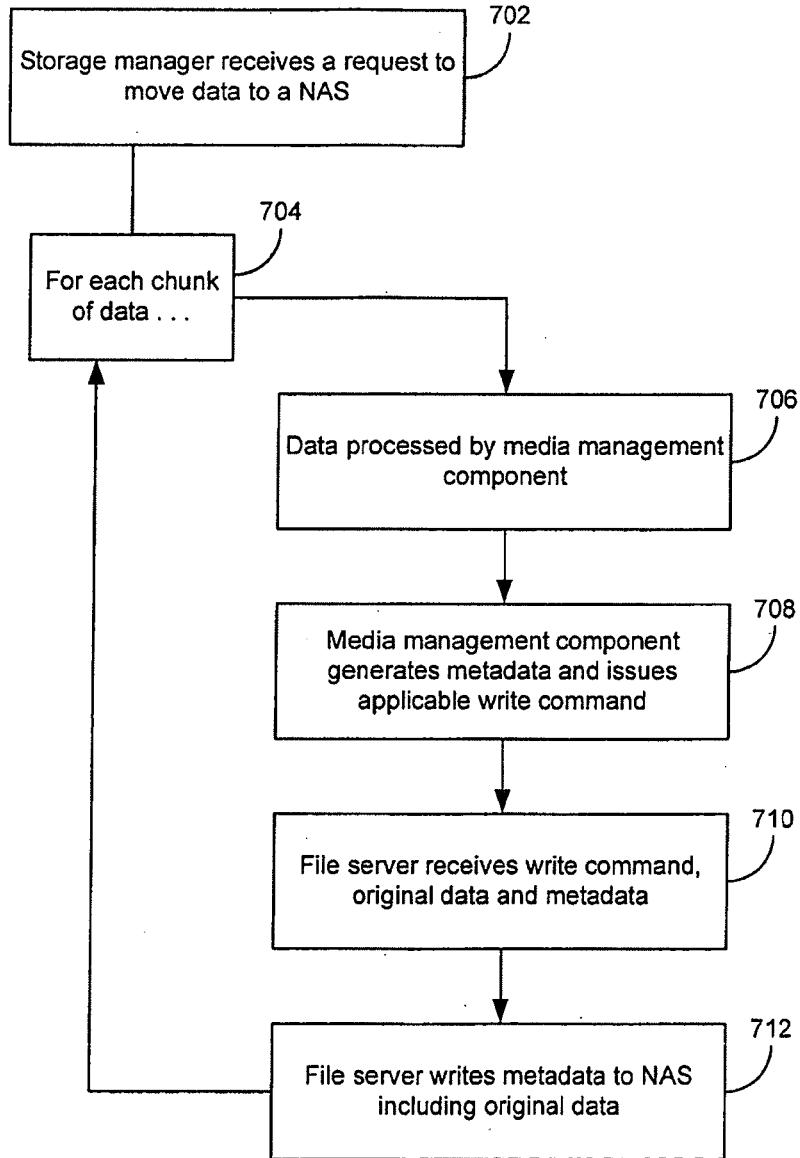 702
Storage manager receives a request to
move data to a NAS
704
For each chunk
of data . . .
706
Data processed by media management
component
708
Media management component
generates metadata and issues
applicable write command
710
File server receives write command,
original data and metadata
712
File server writes metadata to NAS
including original data